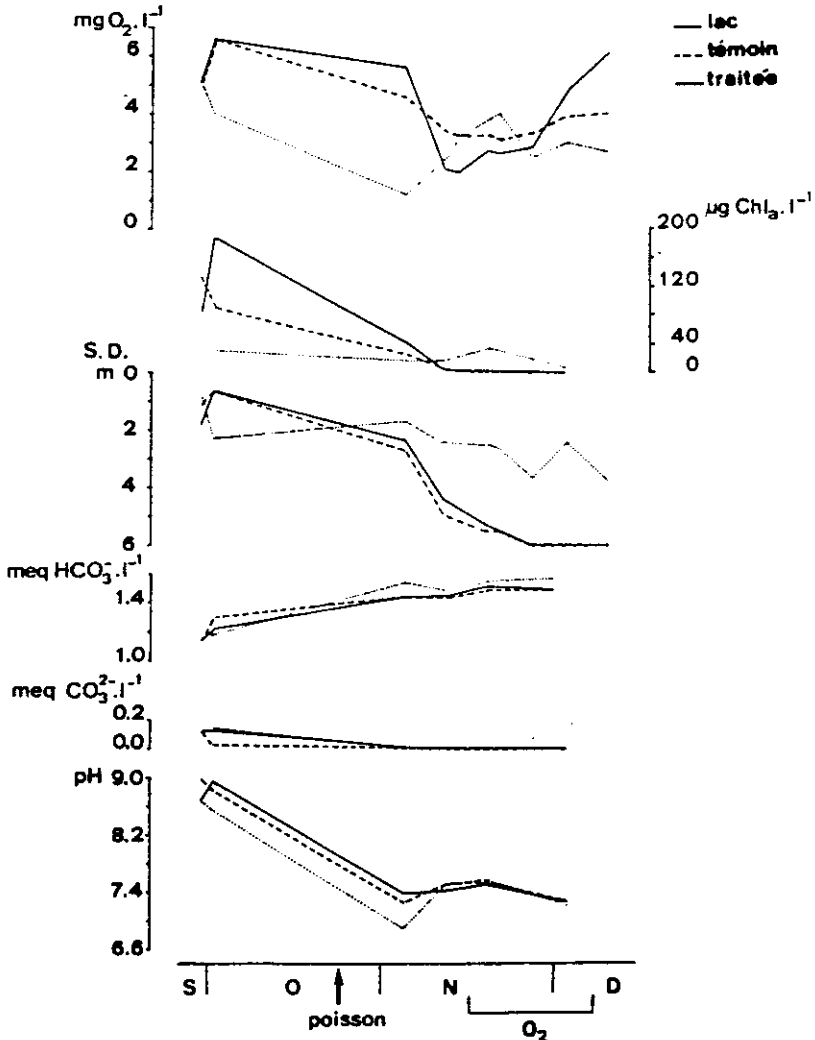 mg O₂.l⁻¹
6
4
2
0
— lac
--- témoin
— traitée
µg Chlₐ.l⁻¹
200
120
40
0
S.D.
m 0
2
4
6
meq HCO₃⁻.l⁻¹
1.4
1.0
meq CO₃²⁻.l⁻¹
0.2
0.0
pH 9.0
8.2
7.4
6.6
S O N D
poisson
O₂